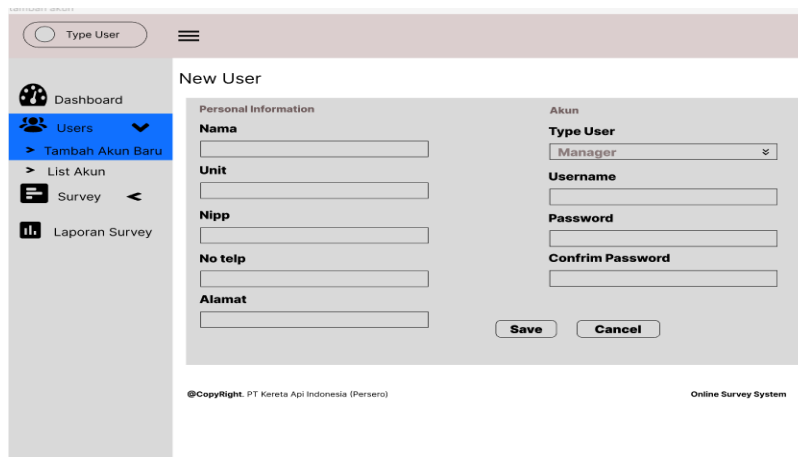 tambah akun
Type User
Dashboard
Users
Tambah Akun Baru
List Akun
Survey
Laporan Survey
New User
Personal Information
Nama
Unit
Nipp
No telp
Alamat
Akun
Type User
Manager
Username
Password
Confrim Password
Save
Cancel
@CopyRight. PT Kereta Api Indonesia (Persero)
Online Survey System